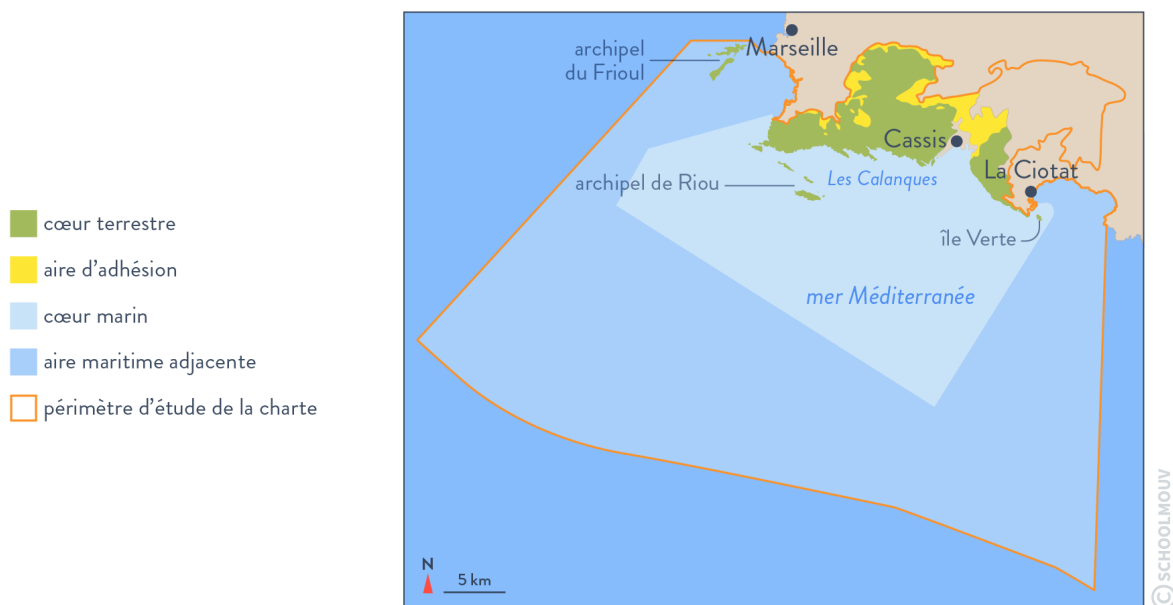 archipel
du Frioul
Marseille
Cassis
La Ciotat
Les Calanques
archipel de Riou
île Verte
mer Méditerranée
cœur terrestre
aire d'adhésion
cœur marin
aire maritime adjacente
périmètre d'étude de la charte
N
5 km
© SCHOOLMOUV